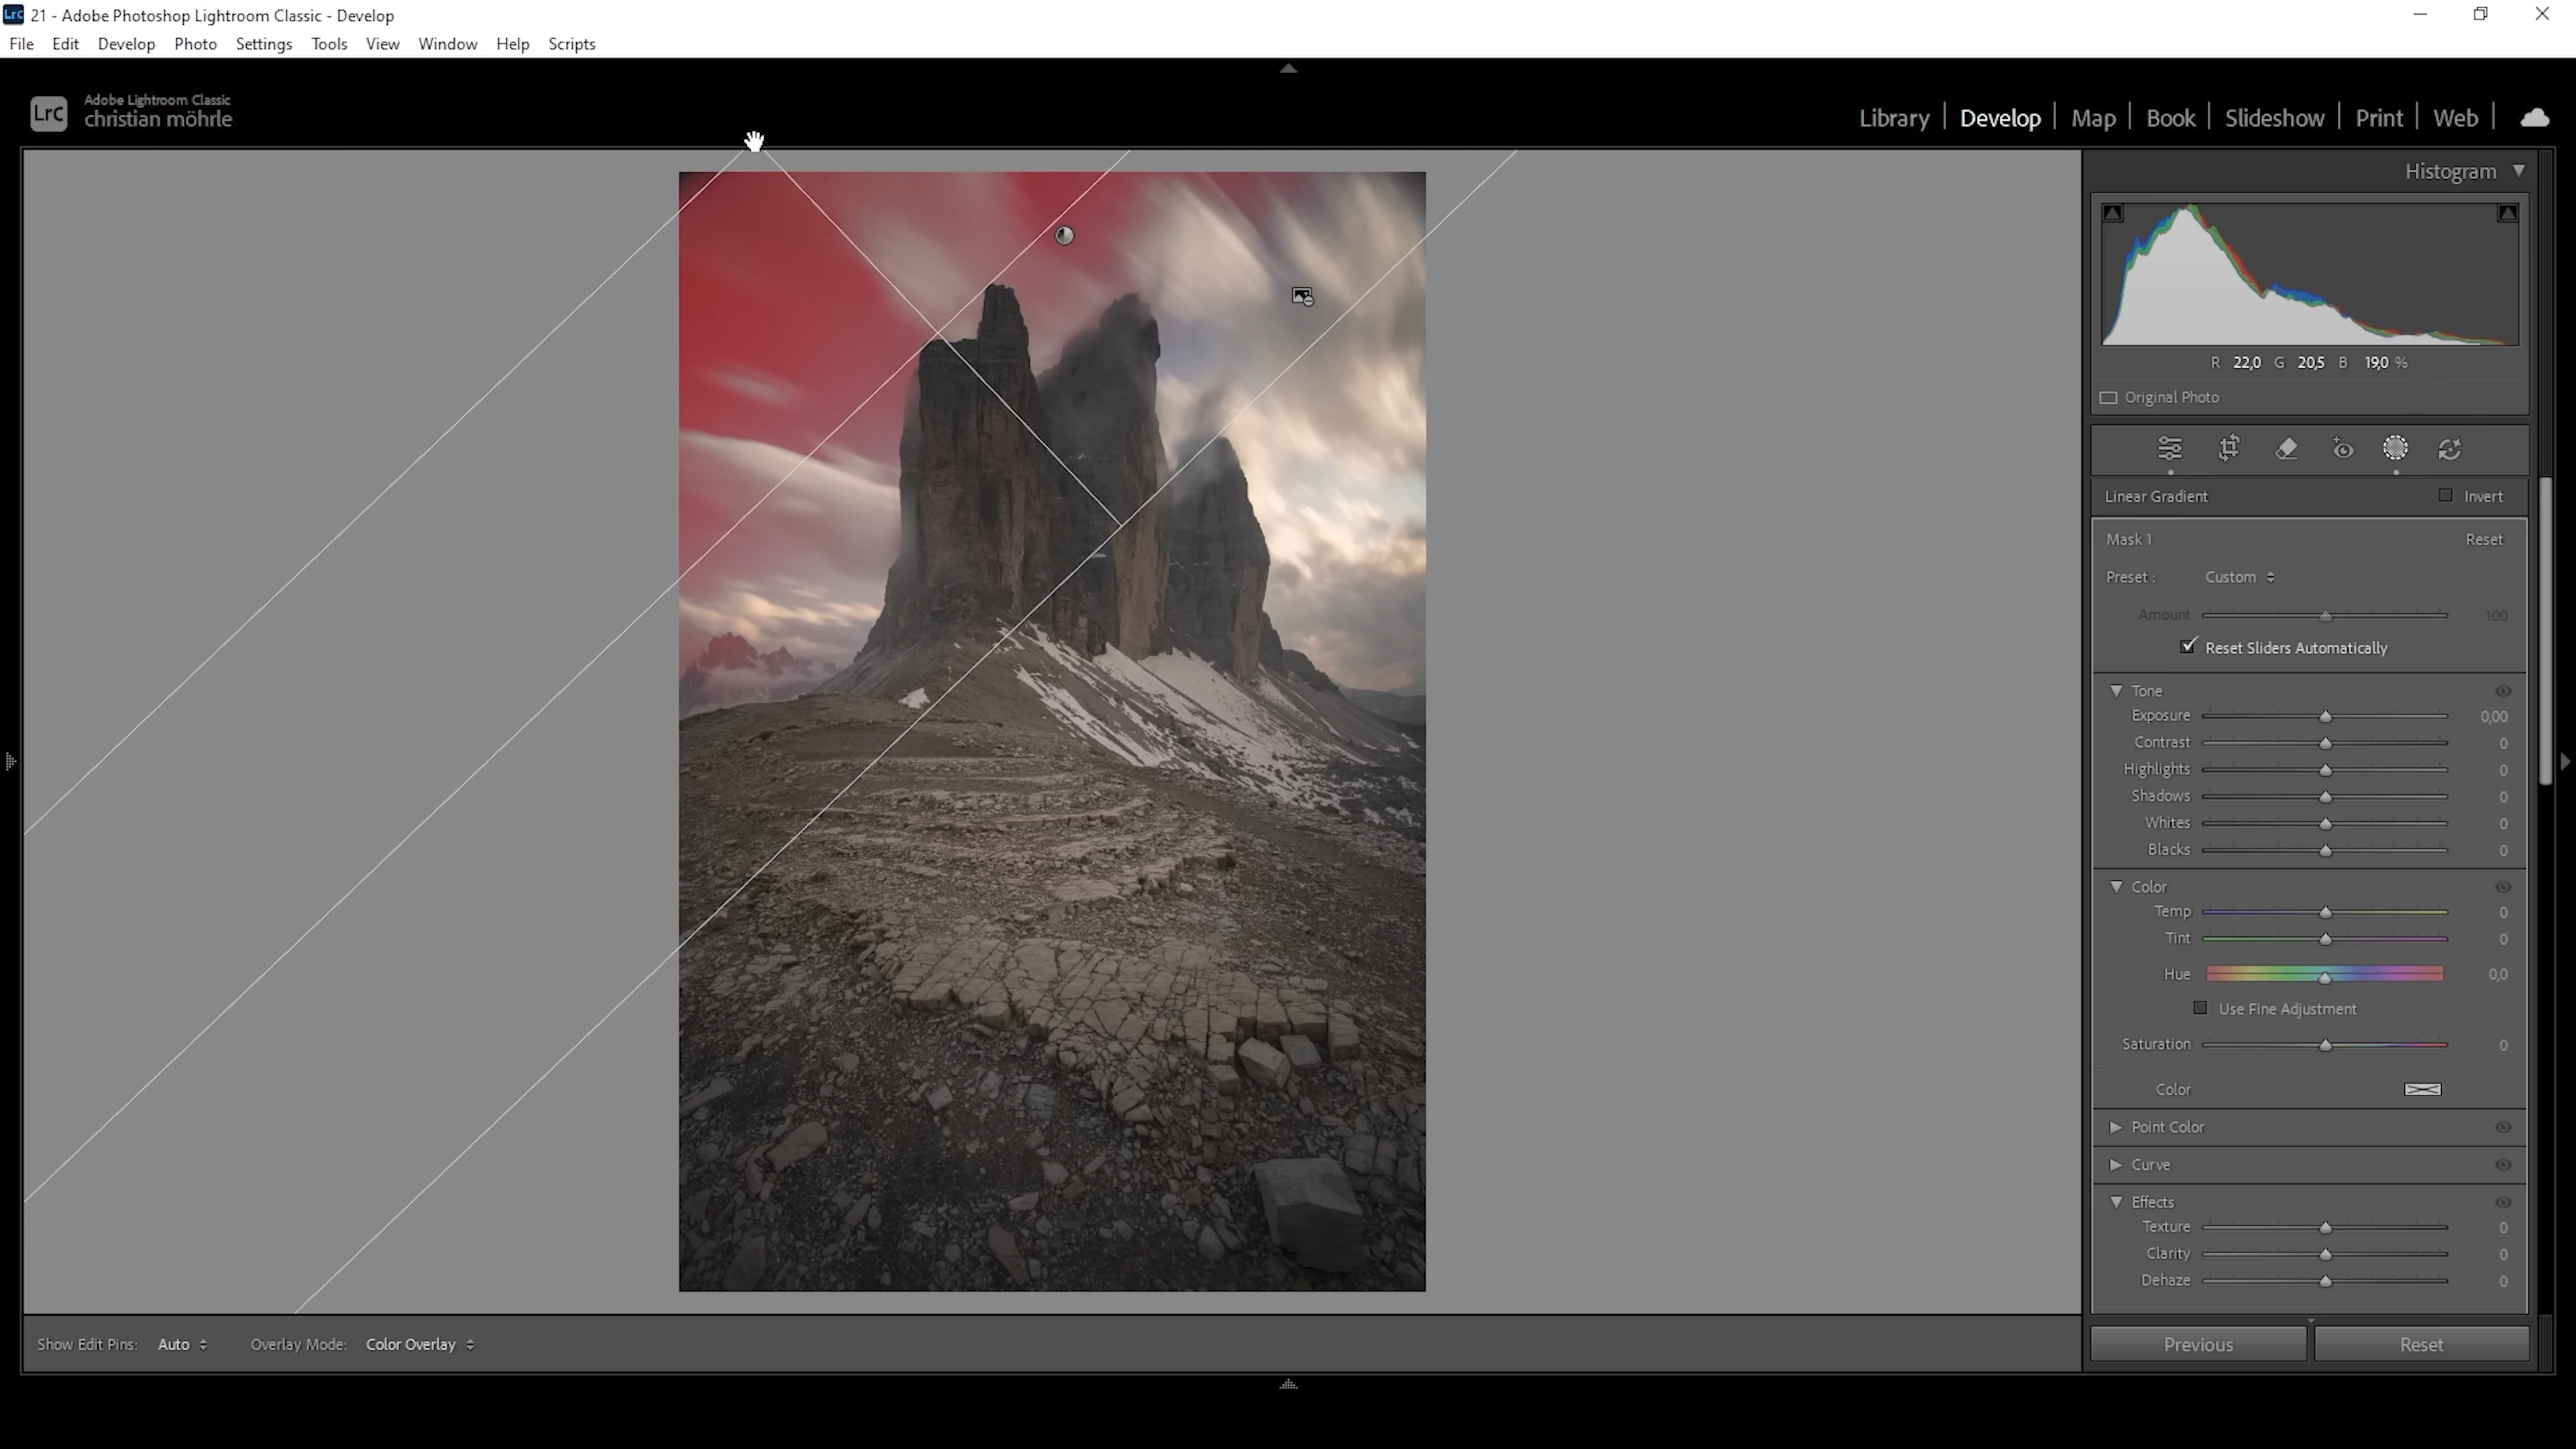 Lrc 21 - Adobe Photoshop Lightroom Classic - Develop
File Edit Develop Photo Settings Tools View Window Help Scripts
Lrc Adobe Lightroom Classic
christian möhrle
Library Develop Map Book Slideshow Print Web
Histogram
R 22,0 G 20,5 B 19,0 %
Original Photo
Linear Gradient Invert
Mask 1 Reset
Preset : Custom
Amount 100
Reset Sliders Automatically
Tone
Exposure 0,00
Contrast 0
Highlights 0
Shadows 0
Whites 0
Blacks 0
Color
Temp 0
Tint 0
Hue 0,0
Use Fine Adjustment
Saturation 0
Color
Point Color
Curve
Effects
Texture 0
Clarity 0
Dehaze 0
Show Edit Pins: Auto Overlay Mode: Color Overlay
Previous Reset